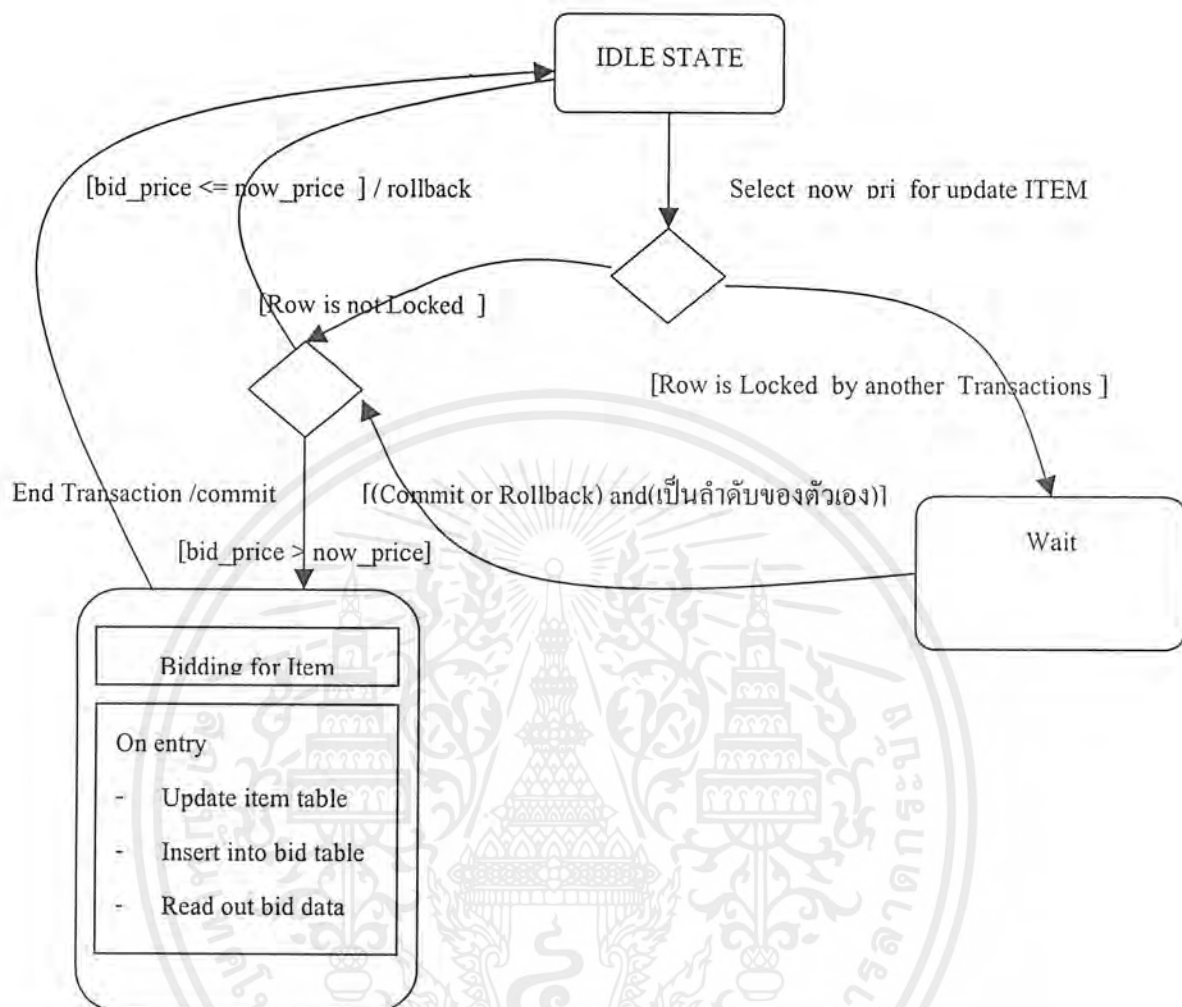 IDLE STATE
[bid_price <= now_price ] / rollback
Select now_pri for update ITEM
[Row is not Locked ]
[Row is Locked by another Transactions ]
End Transaction /commit
[(Commit or Rollback) and(เป็นลำดับของตัวเอง)]
[bid_price > now_price]
Wait
Bidding for Item
On entry
- Update item table
- Insert into bid table
- Read out bid data